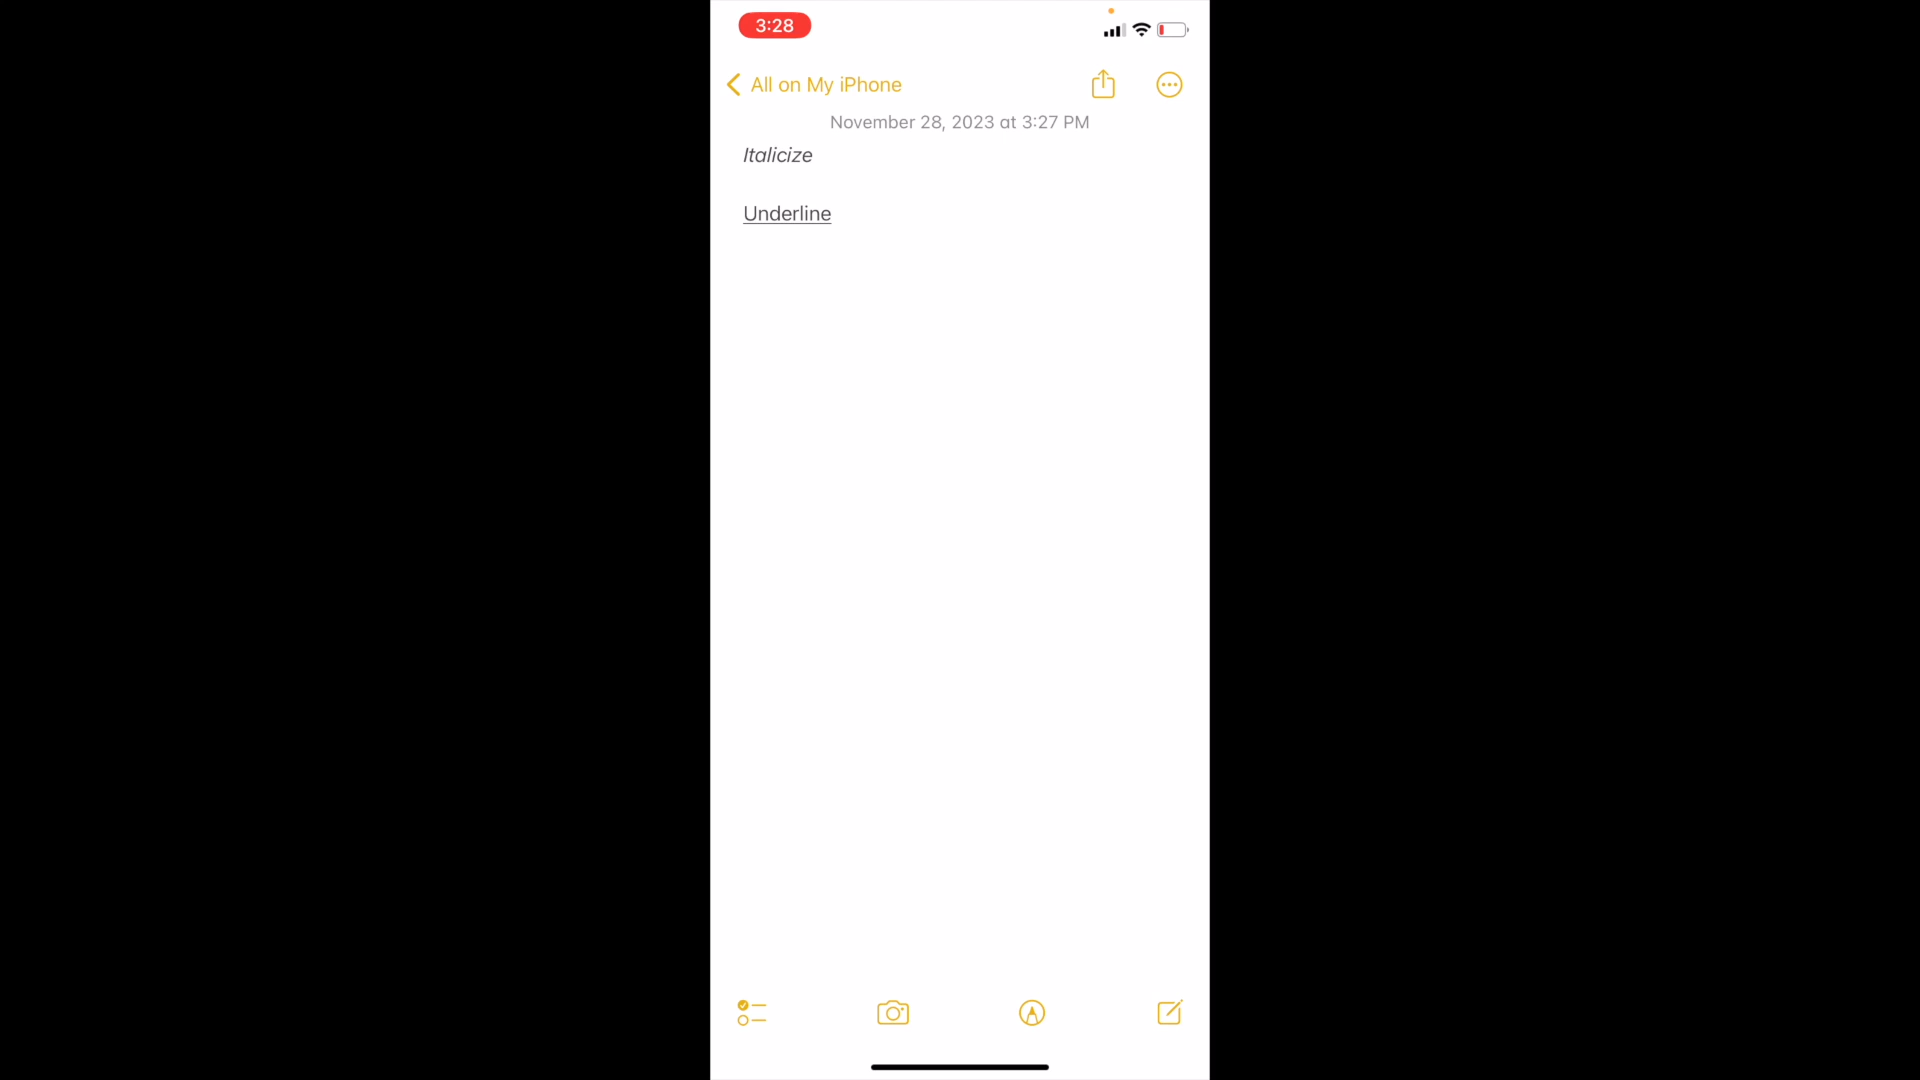 3:28
All on My iPhone
November 28, 2023 at 3:27 PM
Italicize
Underline